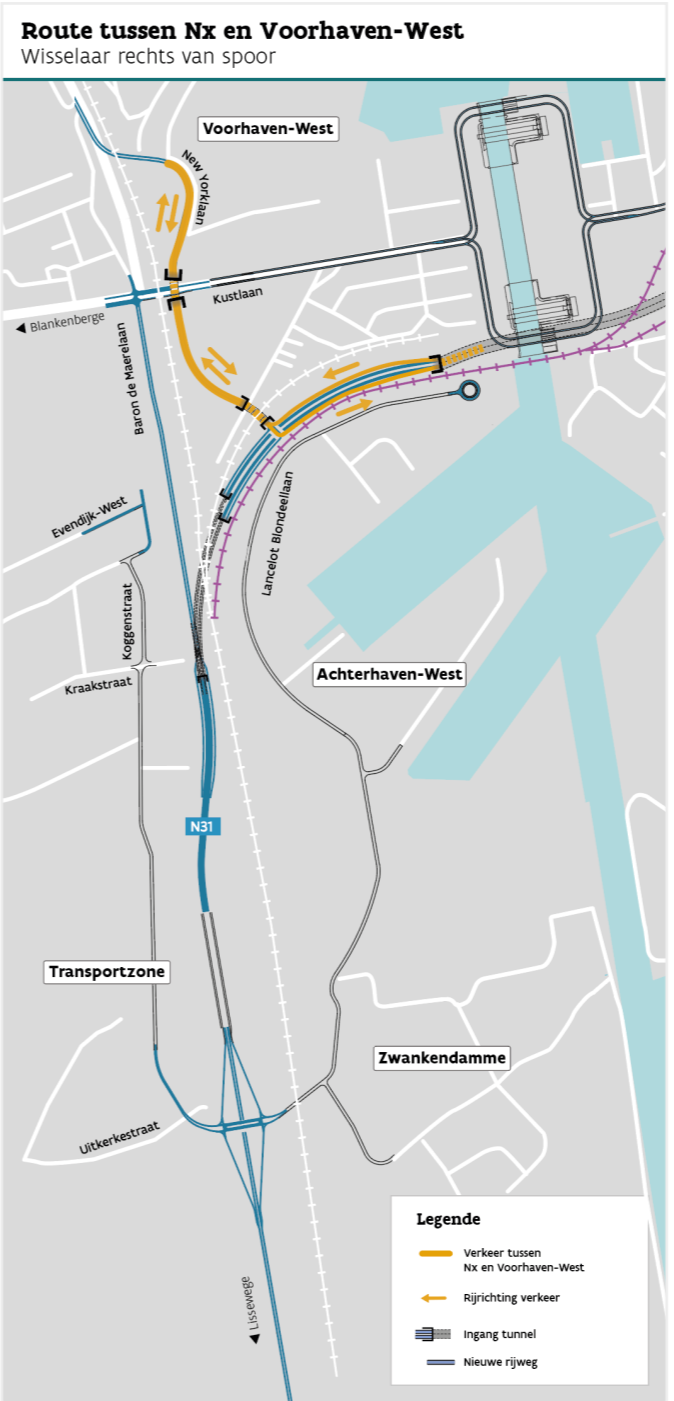 Route tussen Nx en Voorhaven-West
Wisselaar rechts van spoor
Voorhaven-West
New Yorklaan
Kustlaan
Blankenberge
Baron de Maerelaan
Evendijk-West
Lancelot Blondeellaan
Koggenstraat
Achterhaven-West
Kraakstraat
N31
Transportzone
Zwankendamme
Uitkerkestraat
Lissewege
Legende
Verkeer tussen
Nx en Voorhaven-West
Rijrichting verkeer
Ingang tunnel
Nieuwe rijweg